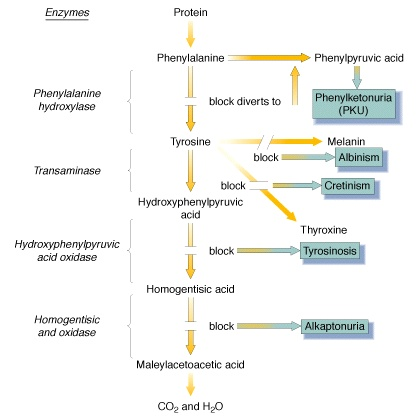 Enzymes
Protein
Phenylalanine
Phenylpyruvic acid
Phenylalanine
hydroxylase
block diverts to
Phenylketonuria
(PKU)
Tyrosine
Melanin
block
Albinism
Transaminase
block
Cretinism
Hydroxyphenylpyruvic
acid
Thyroxine
Hydroxyphenylpyruvic
acid oxidase
block
Tyrosinosis
Homogentisic acid
Homogentisic
and oxidase
block
Alkaptonuria
Maleylacetoacetic acid
CO2 and H2O